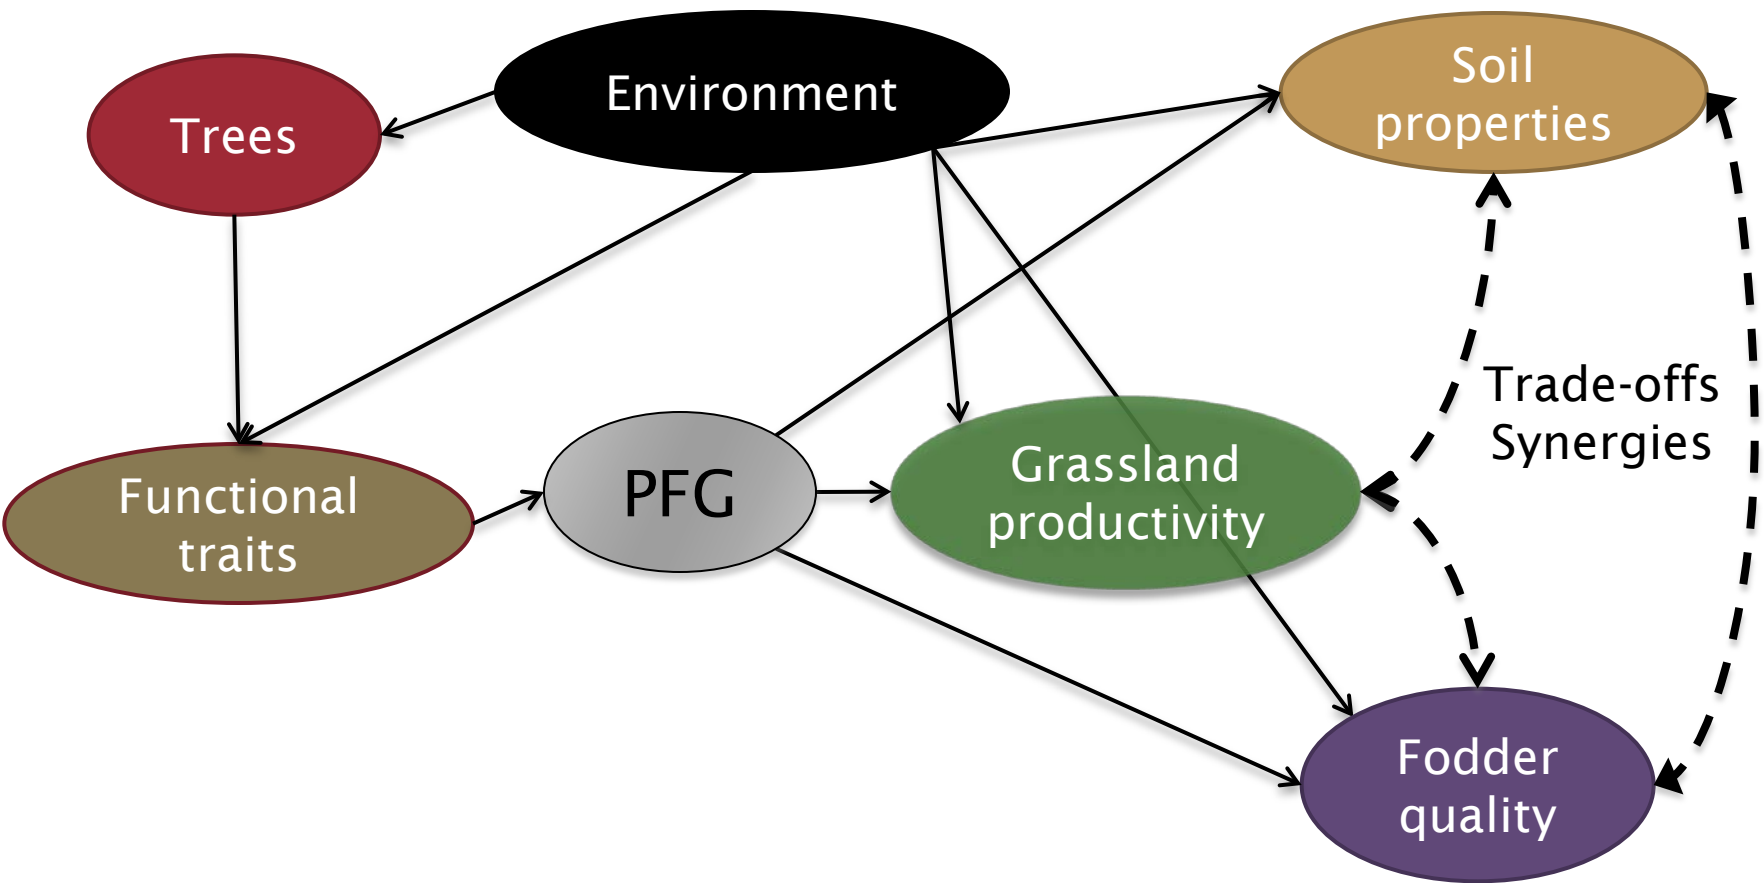 Environment
Soil
properties
Trees
Trade-offs
Synergies
Functional
traits
PFG
Grassland
productivity
Fodder
quality